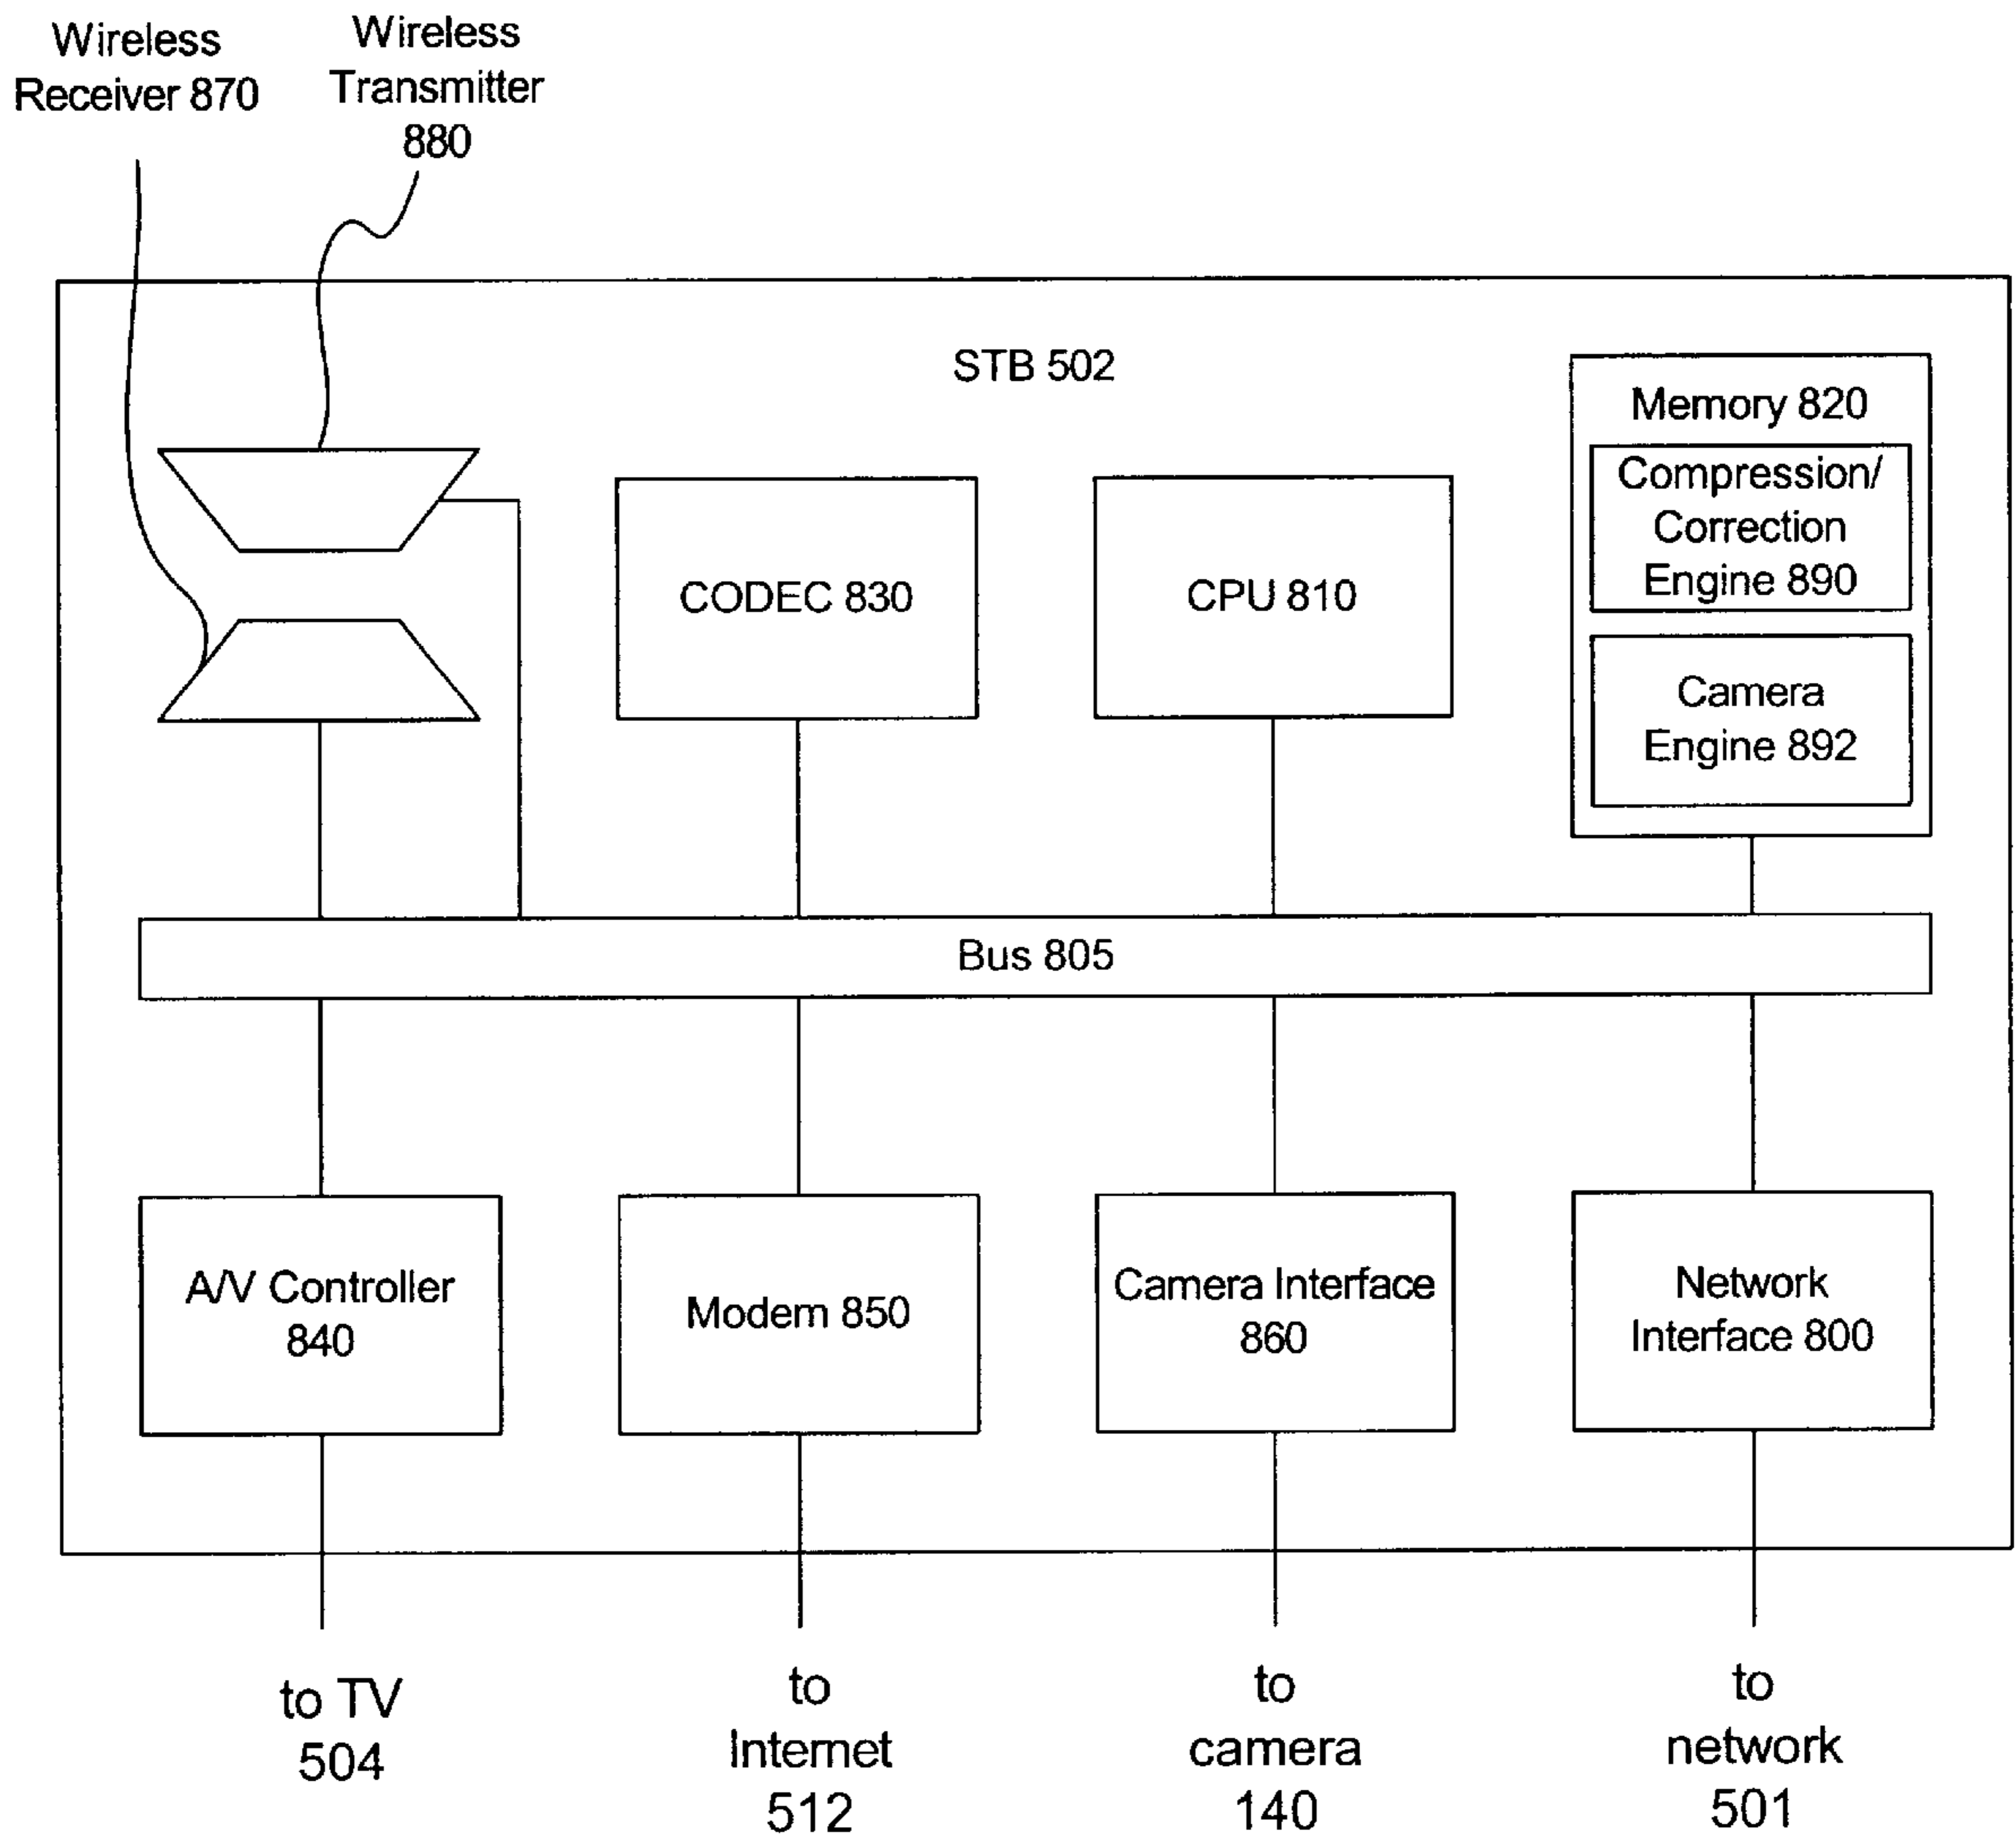 Wireless
Receiver 870
Wireless
Transmitter
880
STB 502
Memory 820
Compression/
Correction
Engine 890
Camera
Engine 892
CODEC 830
CPU 810
Bus 805
A/V Controller
840
Modem 850
Camera Interface
860
Network
Interface 800
to TV
504
to
Internet
512
to
camera
140
to
network
501